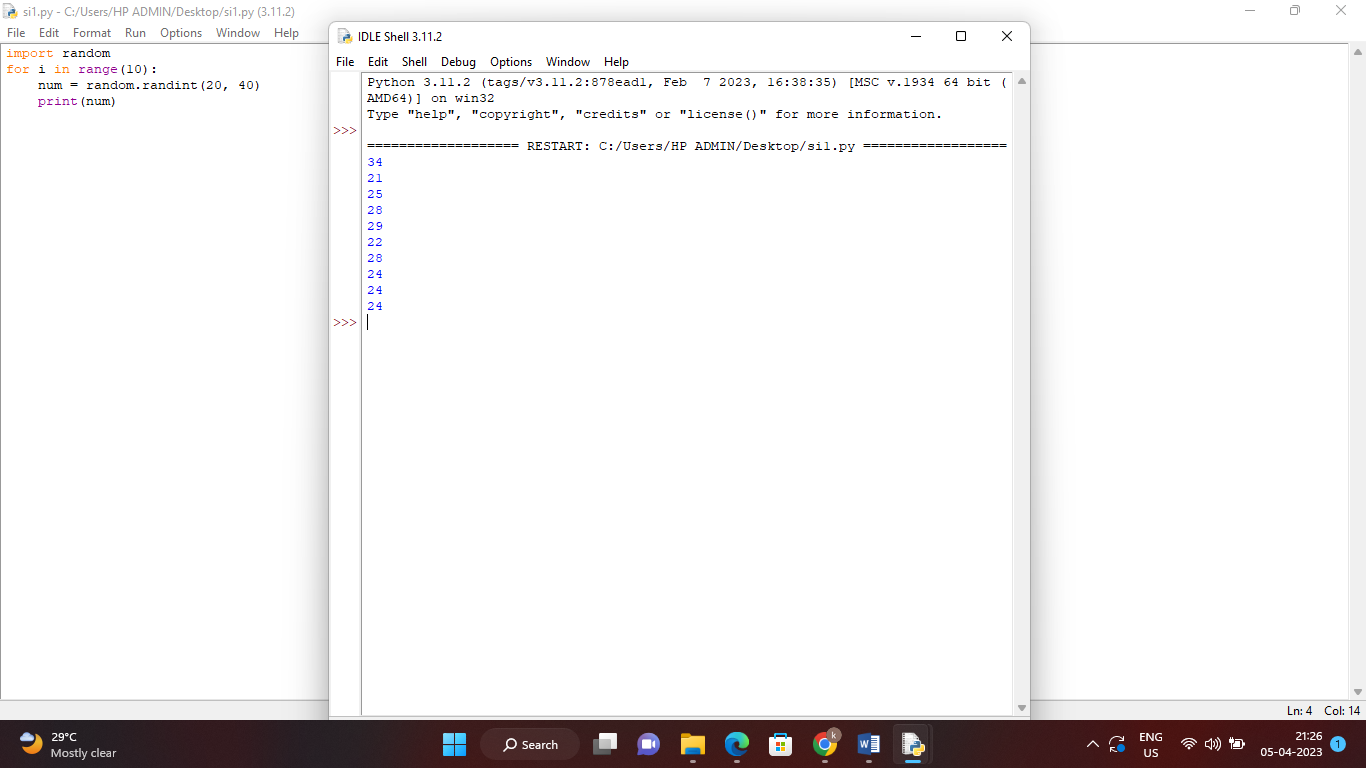 si1.py - C:/Users/HP ADMIN/Desktop/si1.py (3.11.2)
File Edit Format Run Options Window Help
import random
for i in range(10):
    num = random.randint(20, 40)
    print(num)
IDLE Shell 3.11.2
File Edit Shell Debug Options Window Help
Python 3.11.2 (tags/v3.11.2:878ead1, Feb  7 2023, 16:38:35) [MSC v.1934 64 bit (
AMD64)] on win32
Type "help", "copyright", "credits" or "license()" for more information.
>>>
=================== RESTART: C:/Users/HP ADMIN/Desktop/si1.py ==================
34
21
25
28
29
22
28
24
24
24
>>>
Ln: 4 Col: 14
29°C
Mostly clear
Search
k
W
ENG
US
21:26
05-04-2023
1